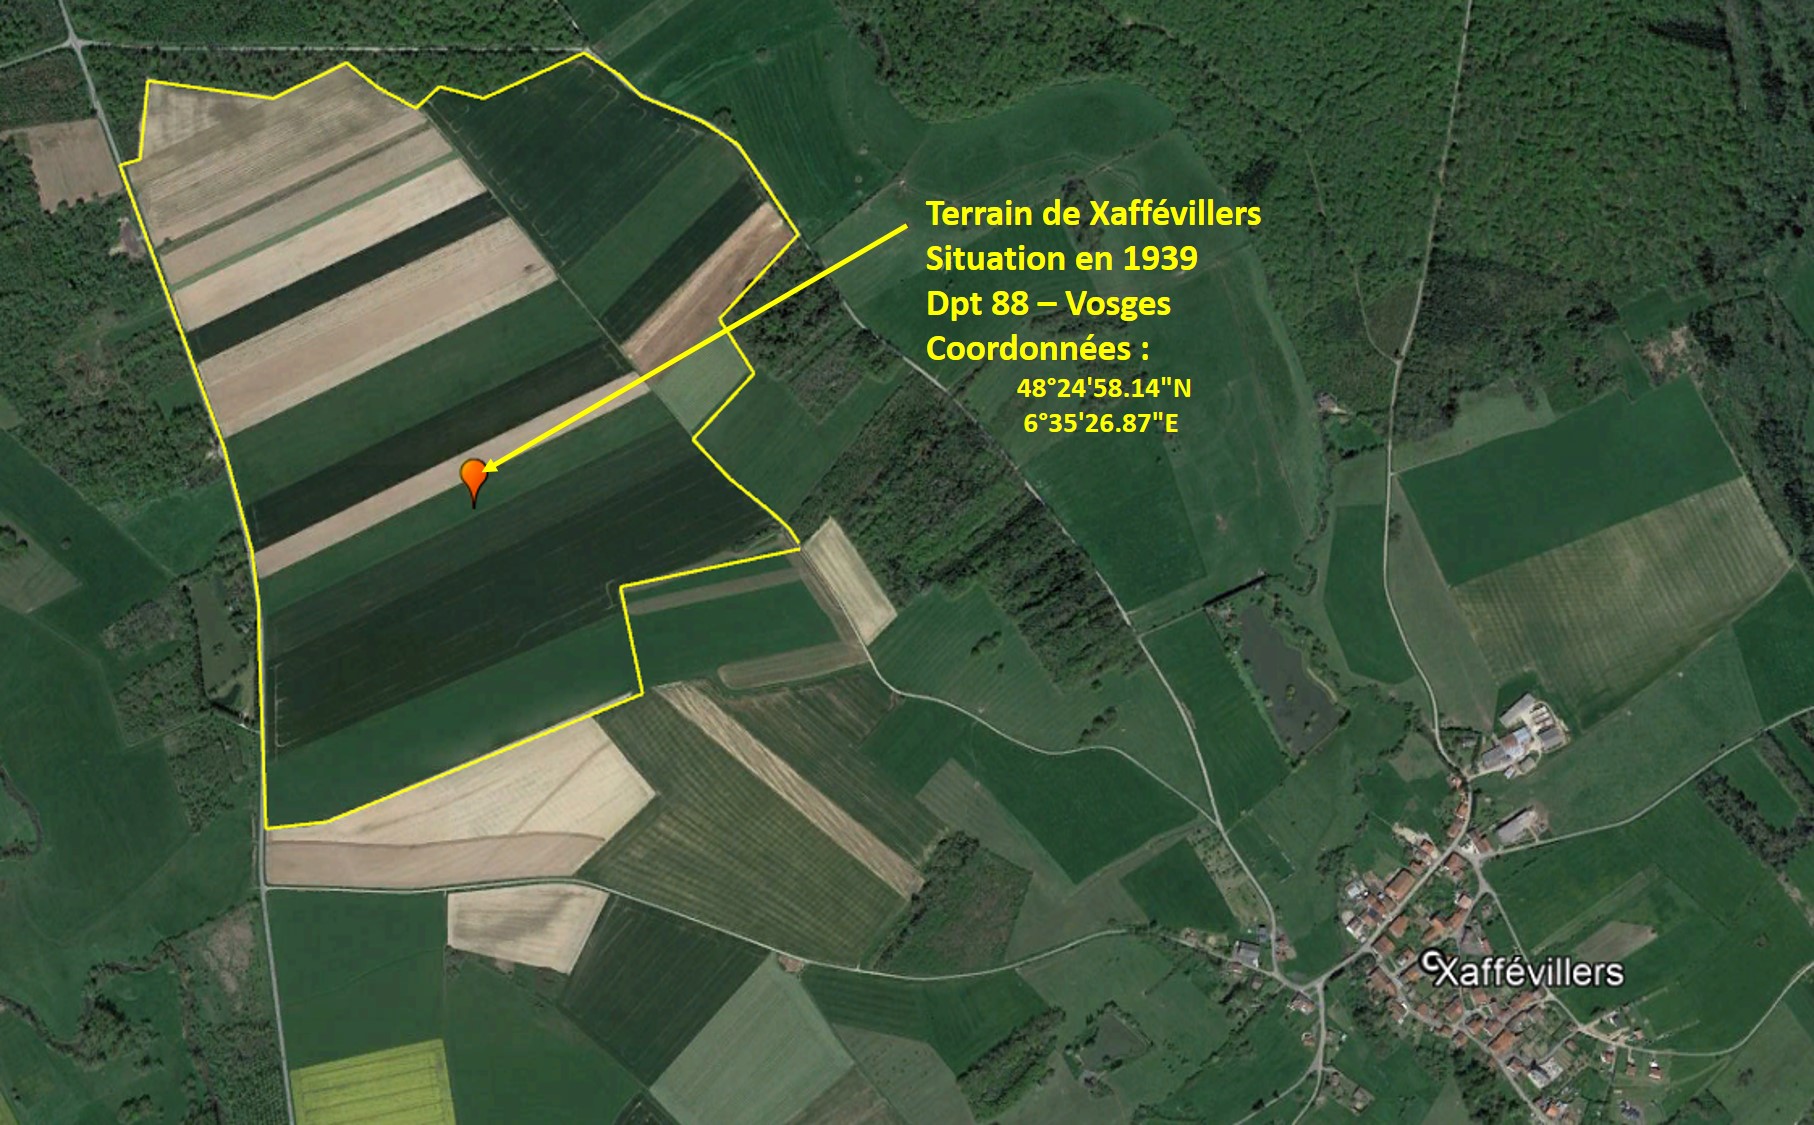 Terrain de Xaffévillers
Situation en 1939
Dpt 88 – Vosges
Coordonnées :
48°24'58.14"N
6°35'26.87"E
Xaffévillers